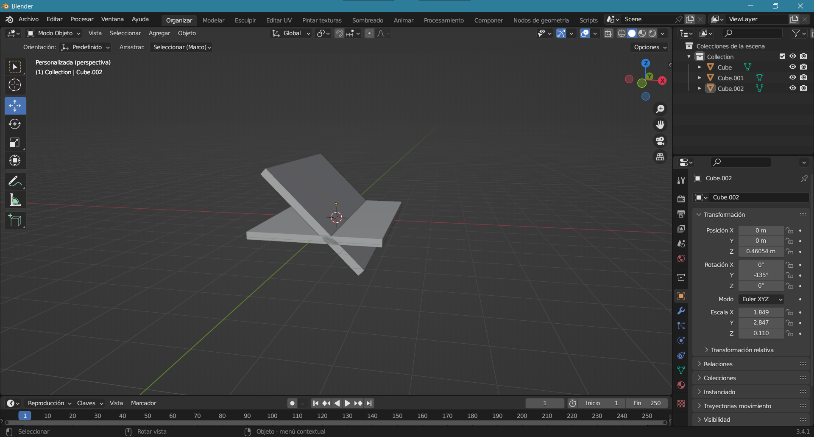 Blender
Archivo Editar Procesar Ventana Ayuda Organizar Modelar Esculpir Editar UV Pintar texturas Sombreado Animar Procesamiento Componer Nodos de geometría Scripts Scene ViewLayer
Modo Objeto Vista Seleccionar Agregar Objeto Global
Orientación: Predefinido Arrastrar: Seleccionar (Marco) Opciones
Personalizada (perspectiva)
(1) Collection | Cube.002
Z
Y
X
Colecciones de la escena
Collection
Cube
Cube.001
Cube.002
Cube.002
Cube.002
Transformación
Posición X 0 m
Y 0 m
Z 0.46054 m
Rotación X 0°
Y -135°
Z 0°
Modo Euler XYZ
Escala X 1.849
Y 2.847
Z 0.110
Transformación relativa
Relaciones
Colecciones
Instanciado
Trayectorias movimiento
Visibilidad
Reproducción Claves Vista Marcador 1 Inicio 1 Fin 250
1 10 20 30 40 50 60 70 80 90 100 110 120 130 140 150 160 170 180 190 200 210 220 230 240 250
Seleccionar Rotar vista Objeto - menú contextual 3.4.1